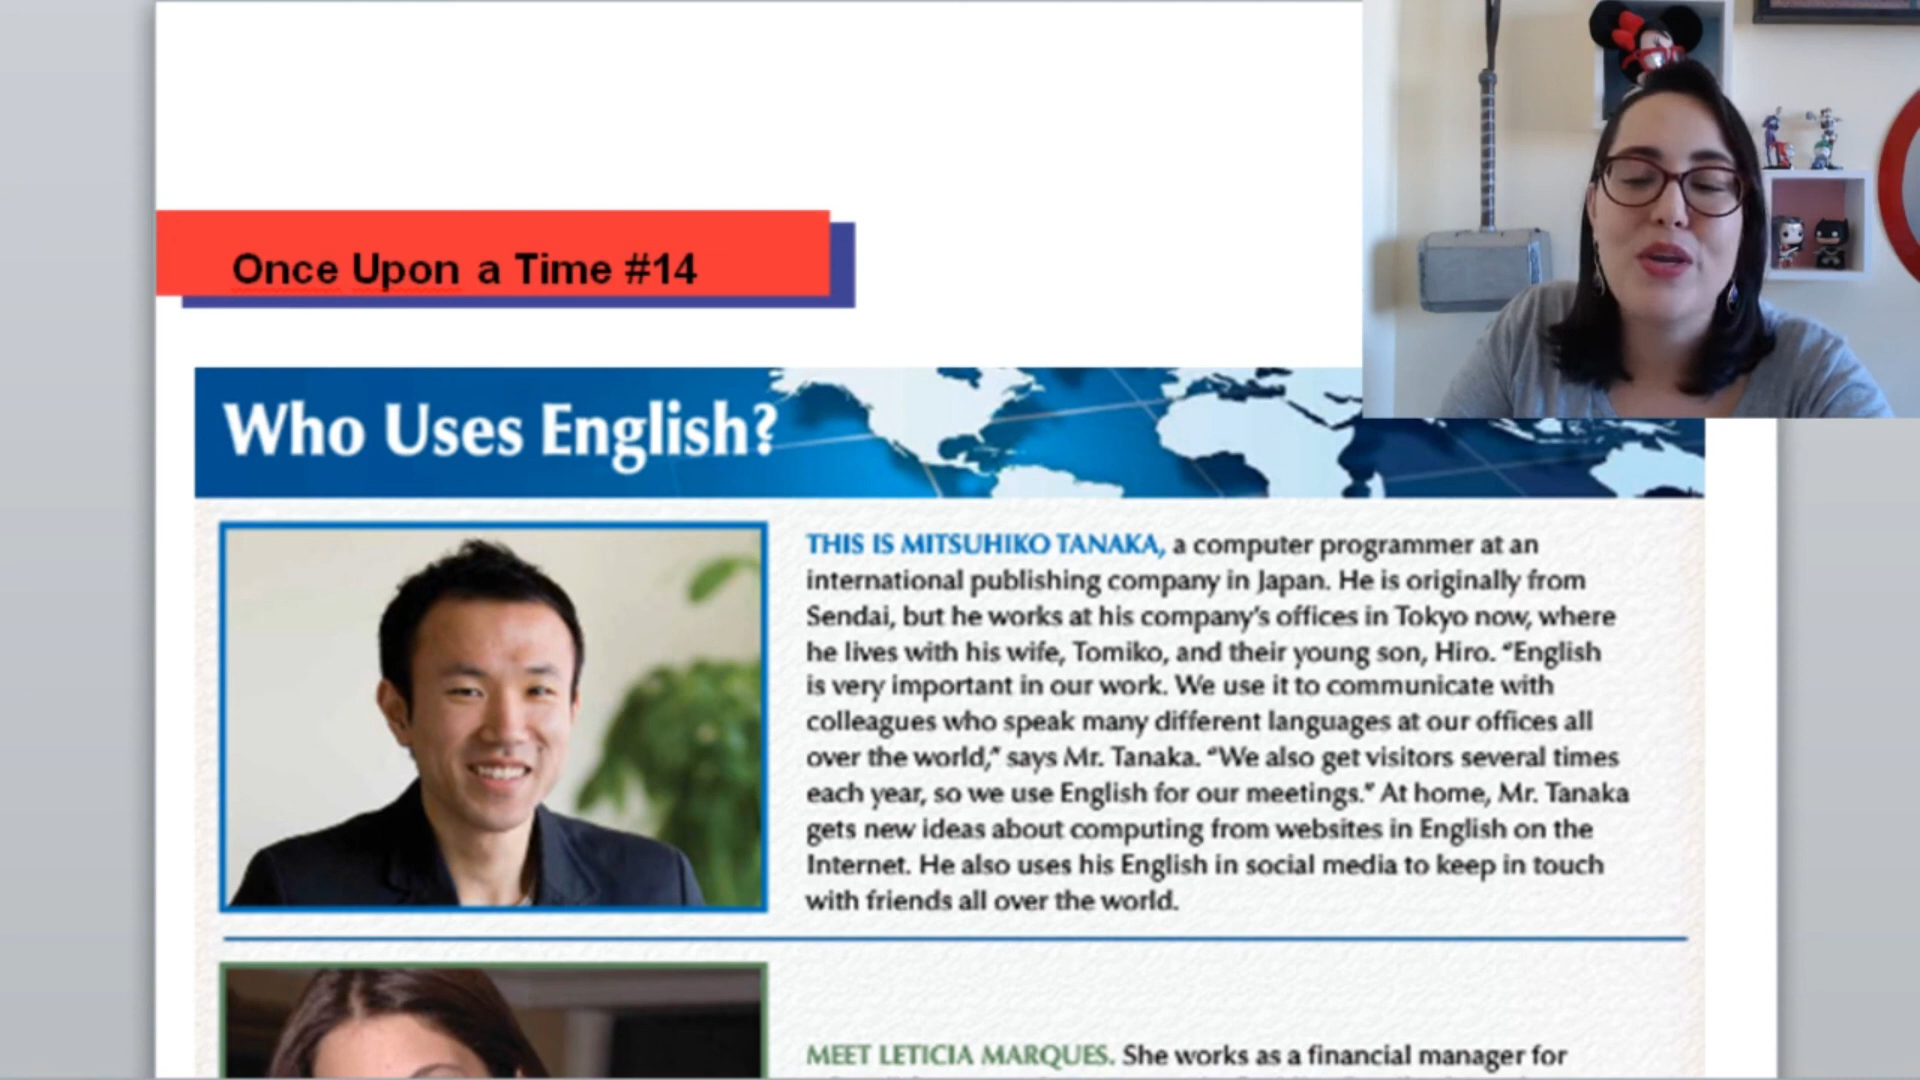 Once Upon a Time #14
Who Uses English?
THIS IS MITSUHIKO TANAKA, a computer programmer at an
international publishing company in Japan. He is originally from
Sendai, but he works at his company's offices in Tokyo now, where
he lives with his wife, Tomiko, and their young son, Hiro. “English
is very important in our work. We use it to communicate with
colleagues who speak many different languages at our offices all
over the world,” says Mr. Tanaka. “We also get visitors several times
each year, so we use English for our meetings.” At home, Mr. Tanaka
gets new ideas about computing from websites in English on the
Internet. He also uses his English in social media to keep in touch
with friends all over the world.
MEET LETICIA MARQUES. She works as a financial manager for